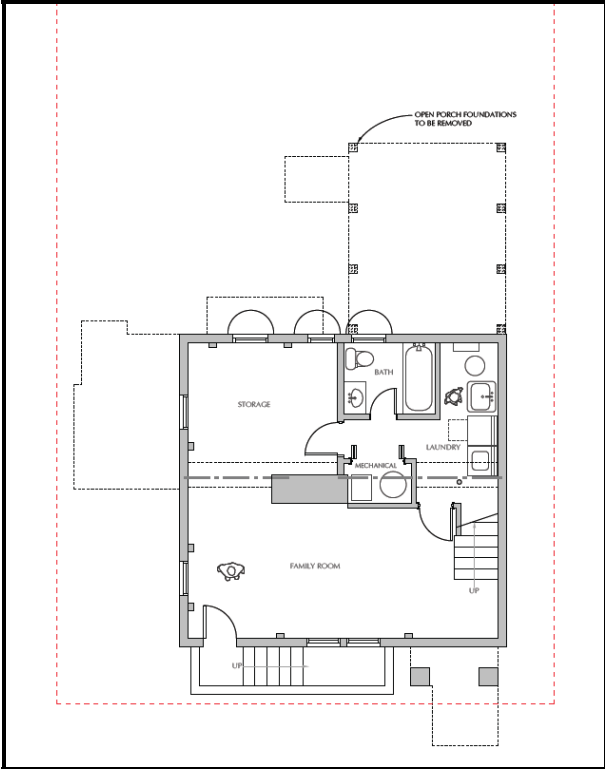 OPEN PORCH FOUNDATIONS
TO BE REMOVED
BATH
STORAGE
LAUNDRY
MECHANICAL
FAMILY ROOM
UP
UP